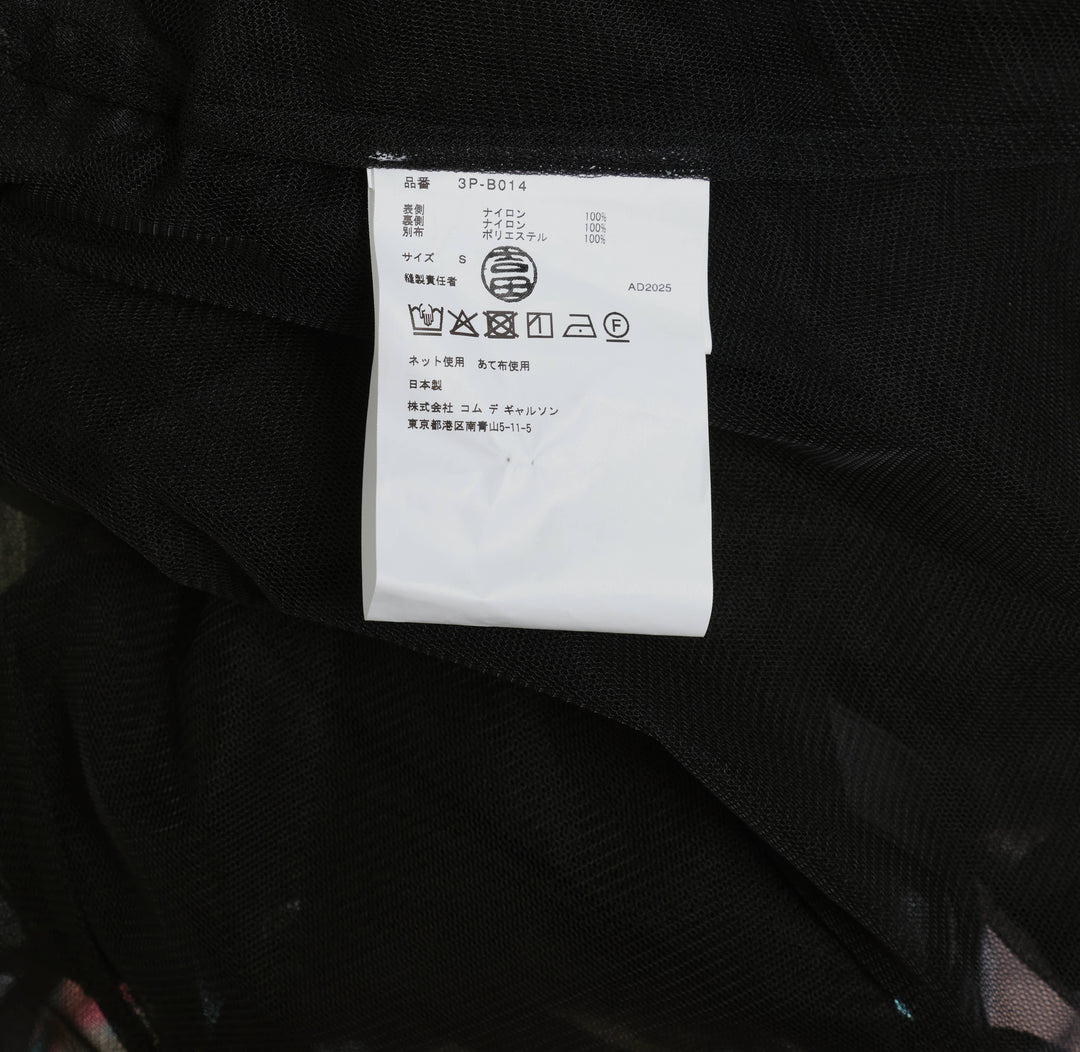 品番 3P-B014
表側 ナイロン 100%
裏側 ナイロン 100%
別布 ポリエステル 100%
サイズ S
縫製責任者
AD2025
F
ネット使用 あて布使用
日本製
株式会社 コム デ ギャルソン
東京都港区南青山5-11-5